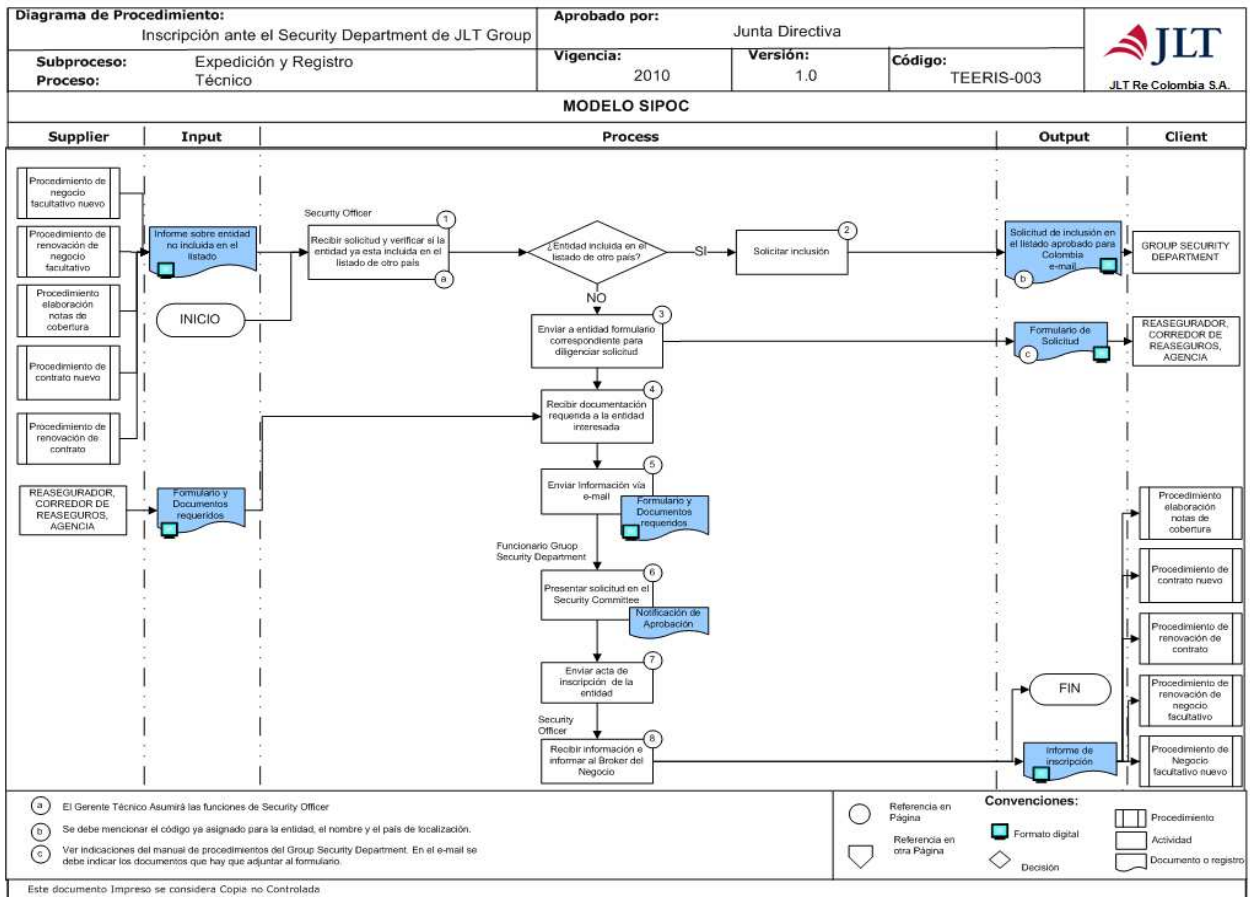 Diagrama de Procedimiento:
Inscripción ante el Security Department de JLT Group
Aprobado por:
Junta Directiva
Subproceso:
Expedición y Registro
Proceso:
Técnico
Vigencia:
2010
Versión:
1.0
Código:
TEERIS-003
JLT
JLT Re Colombia S.A.
MODELO SIPOC
Supplier
Input
Process
Output
Client
Procedimiento de
negocio
facultativo nuevo
Procedimiento de
renovación de
negocio
facultativo
Procedimiento
elaboración
notas de
cobertura
Procedimiento de
contrato nuevo
Procedimiento de
renovación de
contrato
REASEGURADOR,
CORREDOR DE
REASEGUROS,
AGENCIA
Informe sobre entidad
no incluida en el
listado
INICIO
Formulario y
Documentos
requeridos
Security Officer
1
Recibir solicitud y verificar si la
entidad ya esta incluida en el
listado de otro país
a
¿Entidad incluida en el
listado de otro país?
SI
NO
2
Solicitar inclusión
3
Enviar a entidad formulario
correspondiente para
diligenciar solicitud
4
Recibir documentación
requerida a la entidad
interesada
5
Enviar Información vía
e-mail
Formulario y
Documentos
requeridos
Funcionario Gruop
Security Department
6
Presentar solicitud en el
Security Committee
Notificación de
Aprobación
7
Enviar acta de
inscripción de la
entidad
Security
Officer
8
Recibir información e
informar al Broker del
Negocio
Solicitud de inclusión en
el listado aprobado para
Colombia
e-mail
b
Formulario de
Solicitud
c
FIN
Informe de
inscripción
GROUP SECURITY
DEPARTMENT
REASEGURADOR,
CORREDOR DE
REASEGUROS,
AGENCIA
Procedimiento
elaboración
notas de
cobertura
Procedimiento de
contrato nuevo
Procedimiento de
renovación de
contrato
Procedimiento de
renovación de
negocio
facultativo
Procedimiento de
Negocio
facultativo nuevo
a
El Gerente Técnico Asumirá las funciones de Security Officer
b
Se debe mencionar el código ya asignado para la entidad, el nombre y el país de localización.
c
Ver indicaciones del manual de procedimientos del Group Security Department. En el e-mail se
debe indicar los documentos que hay que adjuntar al formulario.
Convenciones:
Referencia en
Página
Referencia en
otra Página
Formato digital
Decisión
Procedimiento
Actividad
Documento o registro
Este documento Impreso se considera Copia no Controlada